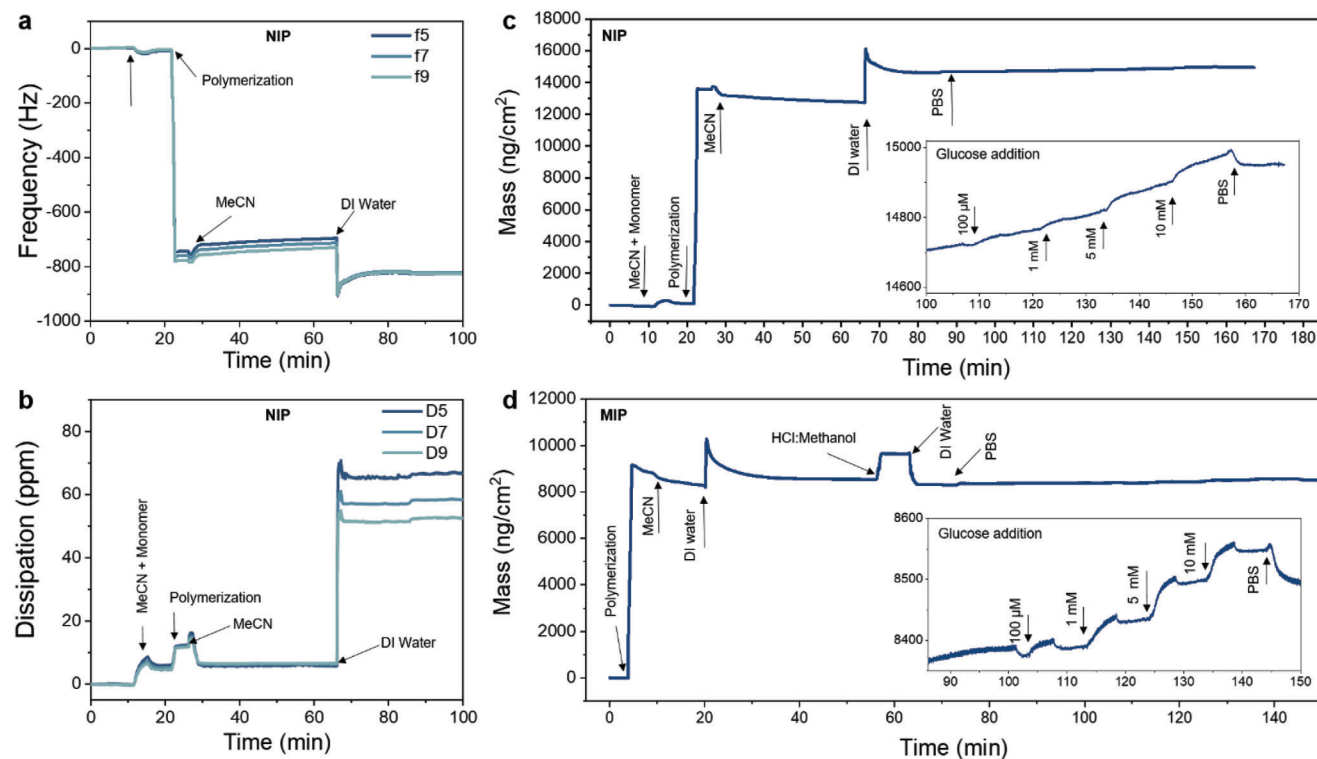 a
NIP
f5
f7
f9
Polymerization
MeCN
DI Water
0
-200
-400
-600
-800
-1000
Frequency (Hz)
0
20
40
60
80
100
Time (min)
b
NIP
D5
D7
D9
MeCN + Monomer
Polymerization
MeCN
DI Water
80
60
40
20
0
Dissipation (ppm)
0
20
40
60
80
100
Time (min)
c
NIP
18000
16000
14000
12000
10000
8000
6000
4000
2000
0
Mass (ng/cm2)
MeCN + Monomer
Polymerization
MeCN
DI water
PBS
Glucose addition
15000
14800
14600
100 µM
1 mM
5 mM
10 mM
PBS
100
110
120
130
140
150
160
170
0
10
20
30
40
50
60
70
80
90
100
110
120
130
140
150
160
170
180
Time (min)
d
MIP
12000
10000
8000
6000
4000
2000
0
Mass (ng/cm2)
Polymerization
MeCN
DI water
HCl:Methanol
DI Water
PBS
Glucose addition
8600
8500
8400
100 µM
1 mM
5 mM
10 mM
PBS
90
100
110
120
130
140
150
0
20
40
60
80
100
120
140
Time (min)